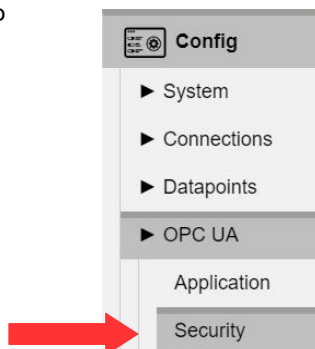 Config
► System
► Connections
► Datapoints
► OPC UA
Application
Security